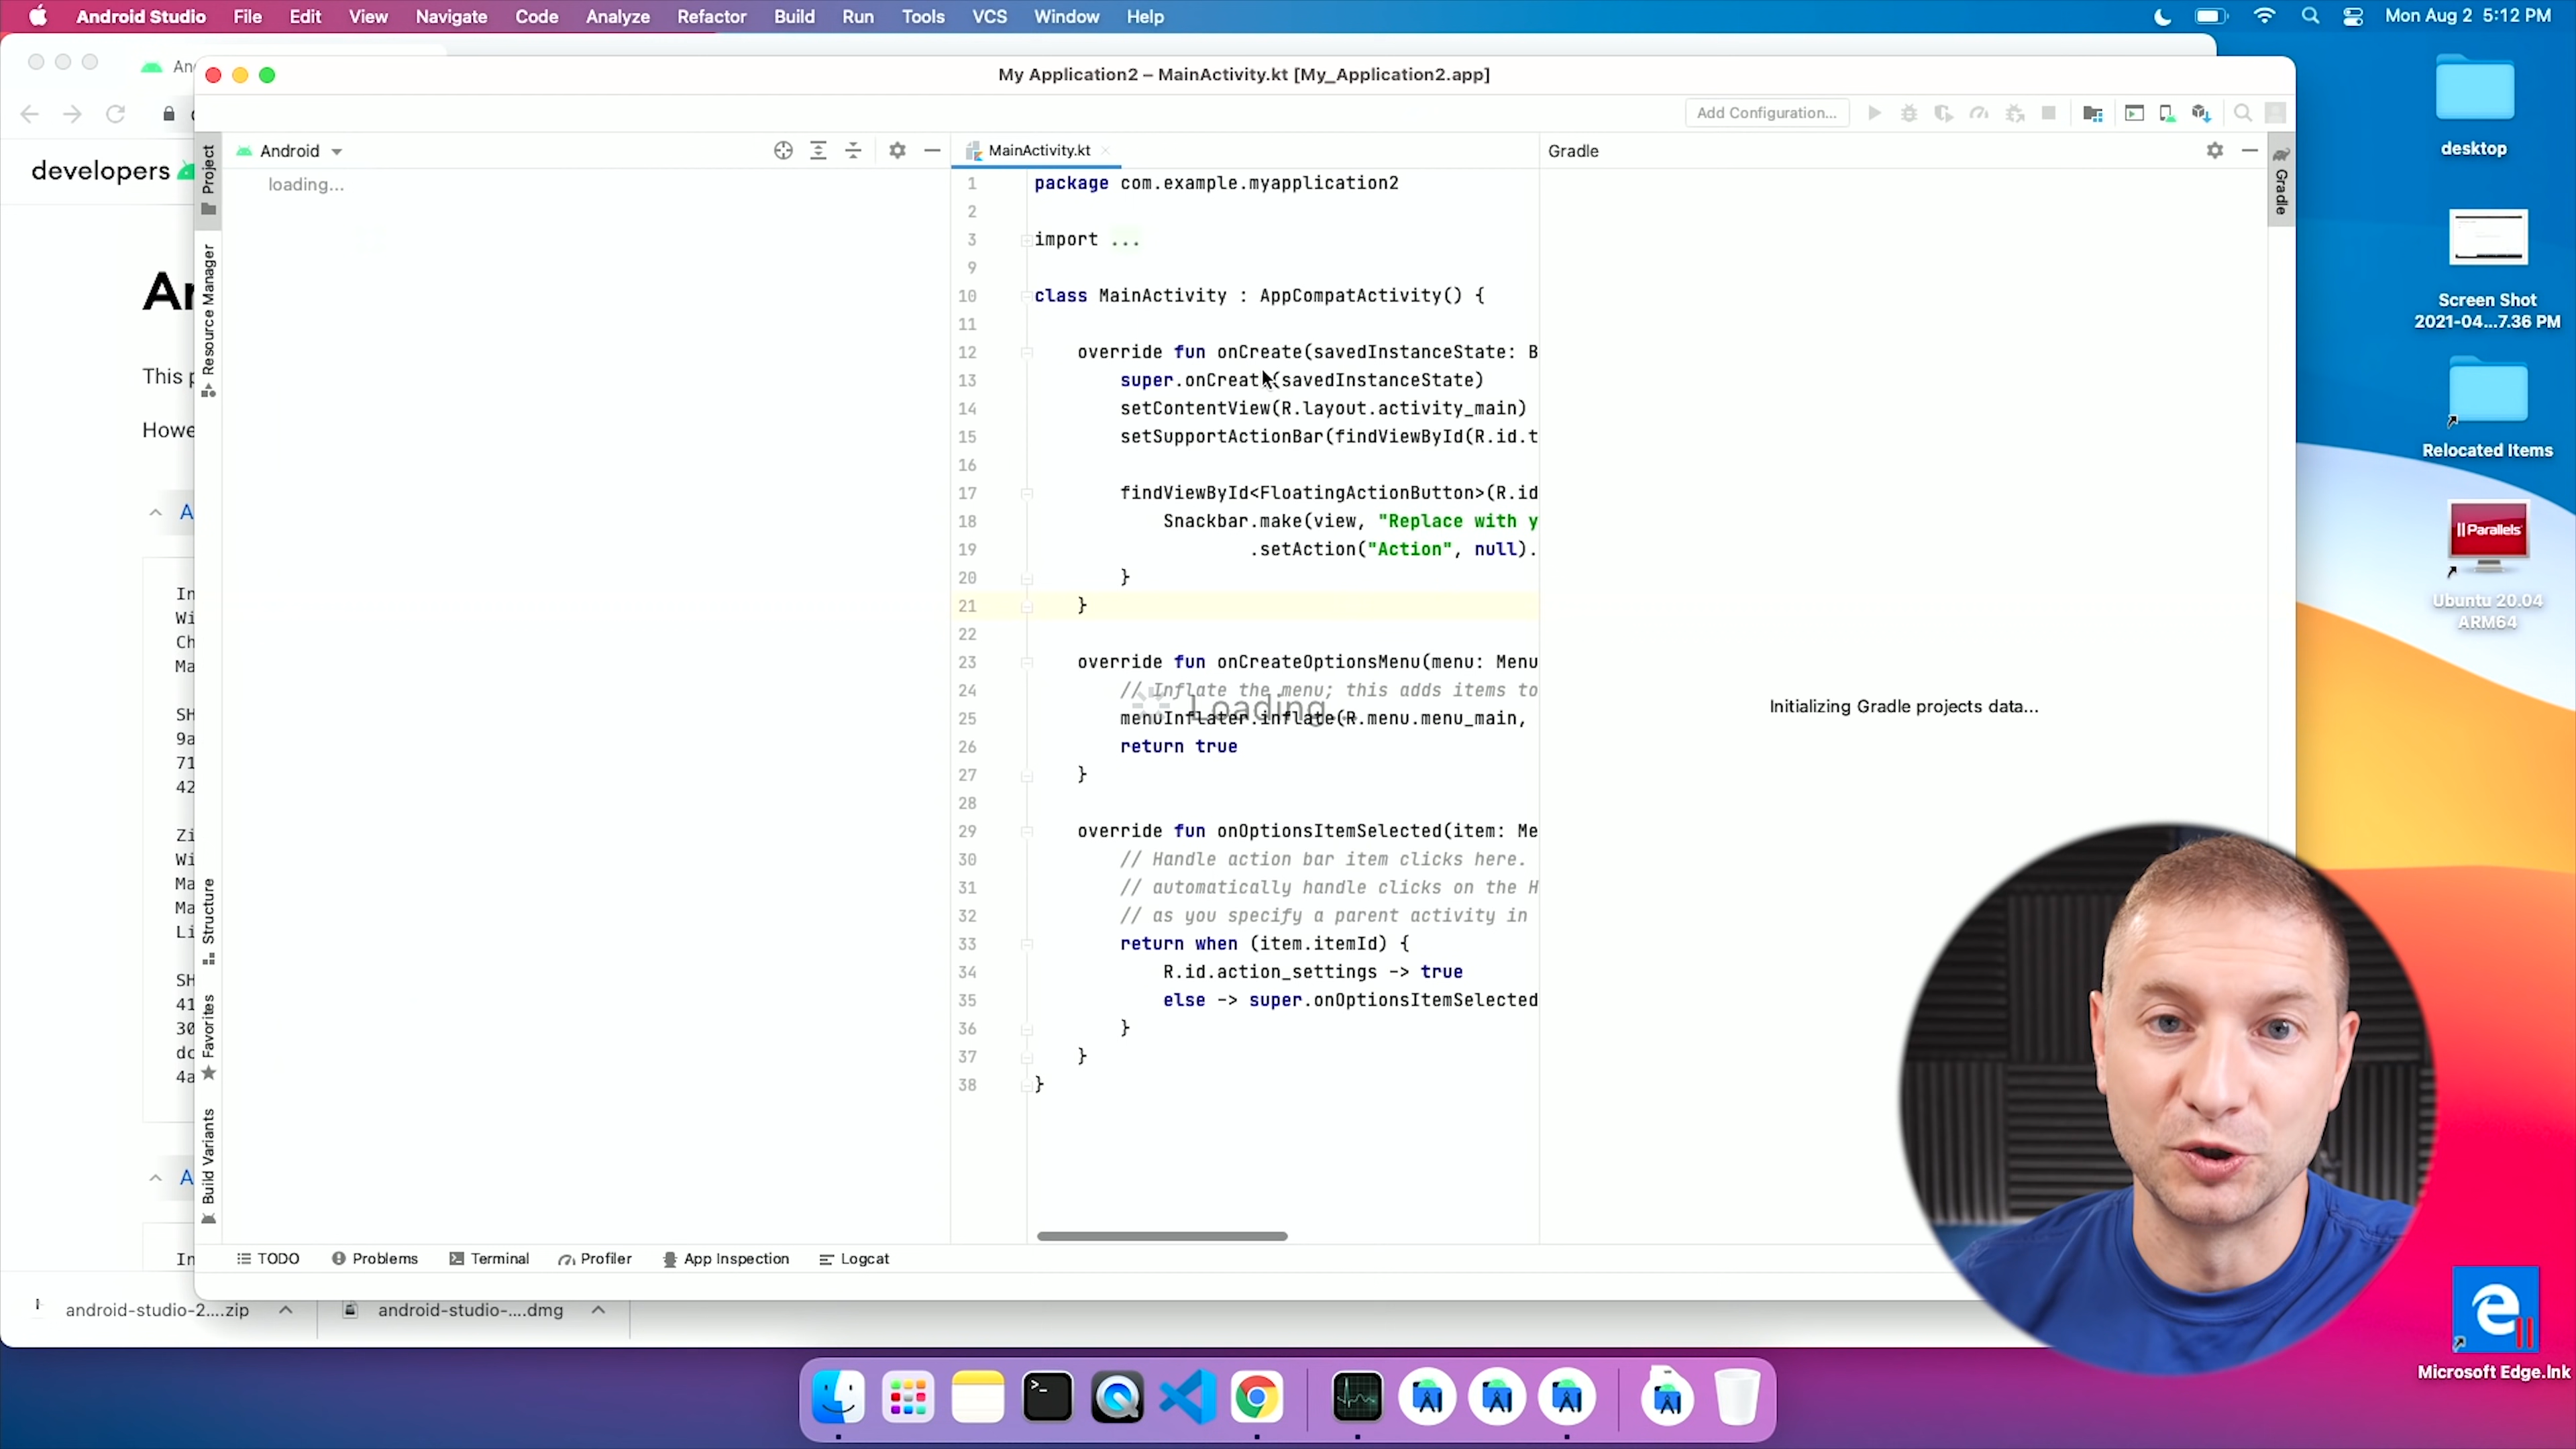 Android Studio File Edit View Navigate Code Analyze Refactor Build Run Tools VCS Window Help Mon Aug 2 5:12 PM
My Application2 – MainActivity.kt [My_Application2.app]
Add Configuration...
developers
Project
Android
MainActivity.kt
Gradle
Gradle
loading...
Resource Manager
This
Structure
Favorites
Build Variants
1 package com.example.myapplication2
2
3 import ...
9
10 class MainActivity : AppCompatActivity() {
11
12 override fun onCreate(savedInstanceState: B
13 super.onCreate(savedInstanceState)
14 setContentView(R.layout.activity_main)
15 setSupportActionBar(findViewById(R.id.t
16
17 findViewById<FloatingActionButton>(R.id
18 Snackbar.make(view, "Replace with y
19 .setAction("Action", null).
20 }
21 }
22
23 override fun onCreateOptionsMenu(menu: Menu
24 // Inflate the menu; this adds items to
Loading...
25 menuInflater.inflate(R.menu.menu_main,
26 return true
27 }
28
29 override fun onOptionsItemSelected(item: Me
30 // Handle action bar item clicks here.
31 // automatically handle clicks on the H
32 // as you specify a parent activity in
33 return when (item.itemId) {
34 R.id.action_settings -> true
35 else -> super.onOptionsItemSelected
36 }
37 }
38 }
Initializing Gradle projects data...
TODO Problems Terminal Profiler App Inspection Logcat
android-studio-2....zip
android-studio-....dmg
desktop
Screen Shot
2021-04...7.36 PM
Relocated Items
Parallels
Ubuntu 20.04
ARM64
Microsoft Edge.lnk